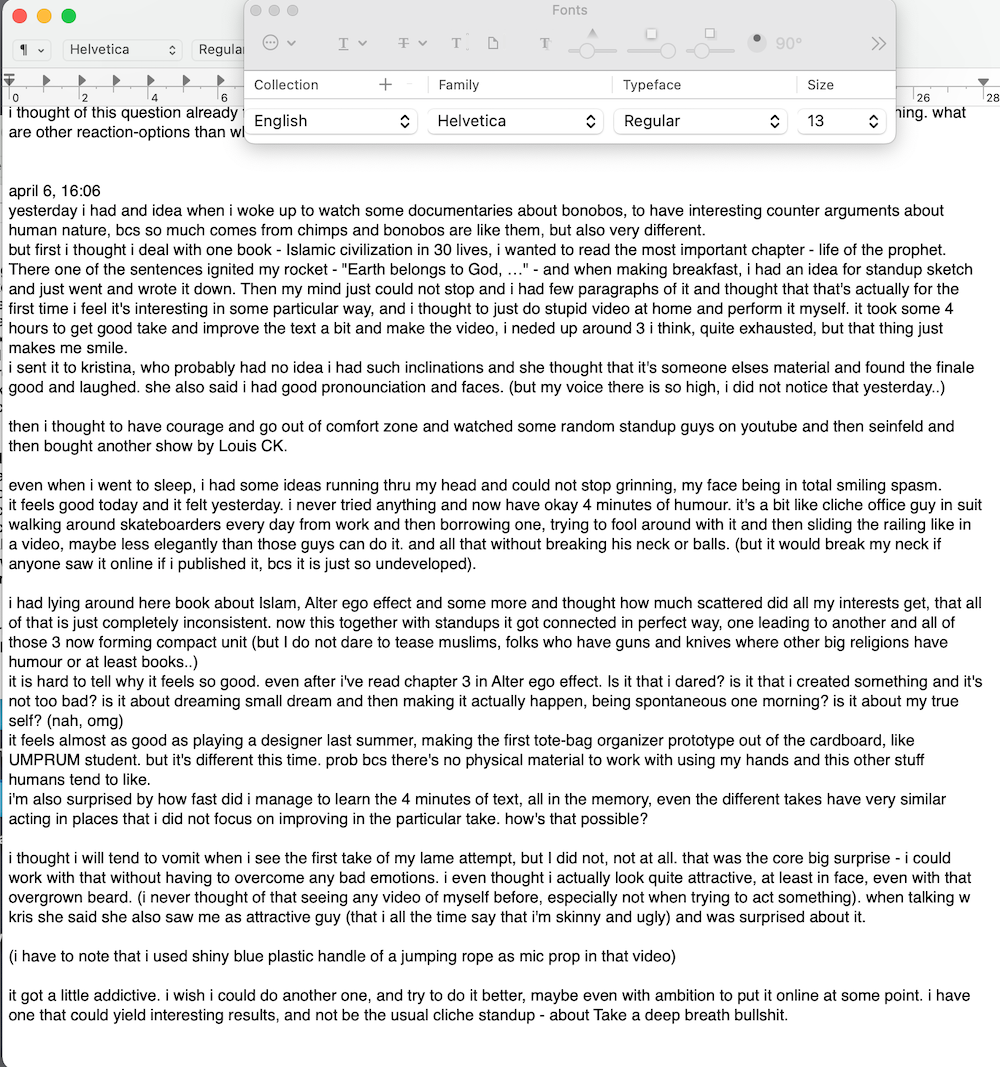 Fonts
¶
Helvetica
Regular
T T T T 90°
Collection + Family Typeface Size
English Helvetica Regular 13
0 2 4 6 26 28
i thought of this question already
ning. what
are other reaction-options than
april 6, 16:06
yesterday i had and idea when i woke up to watch some documentaries about bonobos, to have interesting counter arguments about
human nature, bcs so much comes from chimps and bonobos are like them, but also very different.
but first i thought i deal with one book - Islamic civilization in 30 lives, i wanted to read the most important chapter - life of the prophet.
There one of the sentences ignited my rocket - "Earth belongs to God, …" - and when making breakfast, i had an idea for standup sketch
and just went and wrote it down. Then my mind just could not stop and i had few paragraphs of it and thought that that's actually for the
first time i feel it's interesting in some particular way, and i thought to just do stupid video at home and perform it myself. it took some 4
hours to get good take and improve the text a bit and make the video, i neded up around 3 i think, quite exhausted, but that thing just
makes me smile.
i sent it to kristina, who probably had no idea i had such inclinations and she thought that it's someone elses material and found the finale
good and laughed. she also said i had good pronounciation and faces. (but my voice there is so high, i did not notice that yesterday..)
then i thought to have courage and go out of comfort zone and watched some random standup guys on youtube and then seinfeld and
then bought another show by Louis CK.
even when i went to sleep, i had some ideas running thru my head and could not stop grinning, my face being in total smiling spasm.
it feels good today and it felt yesterday. i never tried anything and now have okay 4 minutes of humour. it's a bit like cliche office guy in suit
walking around skateboarders every day from work and then borrowing one, trying to fool around with it and then sliding the railing like in
a video, maybe less elegantly than those guys can do it. and all that without breaking his neck or balls. (but it would break my neck if
anyone saw it online if i published it, bcs it is just so undeveloped).
i had lying around here book about Islam, Alter ego effect and some more and thought how much scattered did all my interests get, that all
of that is just completely inconsistent. now this together with standups it got connected in perfect way, one leading to another and all of
those 3 now forming compact unit (but I do not dare to tease muslims, folks who have guns and knives where other big religions have
humour or at least books..)
it is hard to tell why it feels so good. even after i've read chapter 3 in Alter ego effect. Is it that i dared? is it that i created something and it's
not too bad? is it about dreaming small dream and then making it actually happen, being spontaneous one morning? is it about my true
self? (nah, omg)
it feels almost as good as playing a designer last summer, making the first tote-bag organizer prototype out of the cardboard, like
UMPRUM student. but it's different this time. prob bcs there's no physical material to work with using my hands and this other stuff
humans tend to like.
i'm also surprised by how fast did i manage to learn the 4 minutes of text, all in the memory, even the different takes have very similar
acting in places that i did not focus on improving in the particular take. how's that possible?
i thought i will tend to vomit when i see the first take of my lame attempt, but I did not, not at all. that was the core big surprise - i could
work with that without having to overcome any bad emotions. i even thought i actually look quite attractive, at least in face, even with that
overgrown beard. (i never thought of that seeing any video of myself before, especially not when trying to act something). when talking w
kris she said she also saw me as attractive guy (that i all the time say that i'm skinny and ugly) and was surprised about it.
(i have to note that i used shiny blue plastic handle of a jumping rope as mic prop in that video)
it got a little addictive. i wish i could do another one, and try to do it better, maybe even with ambition to put it online at some point. i have
one that could yield interesting results, and not be the usual cliche standup - about Take a deep breath bullshit.